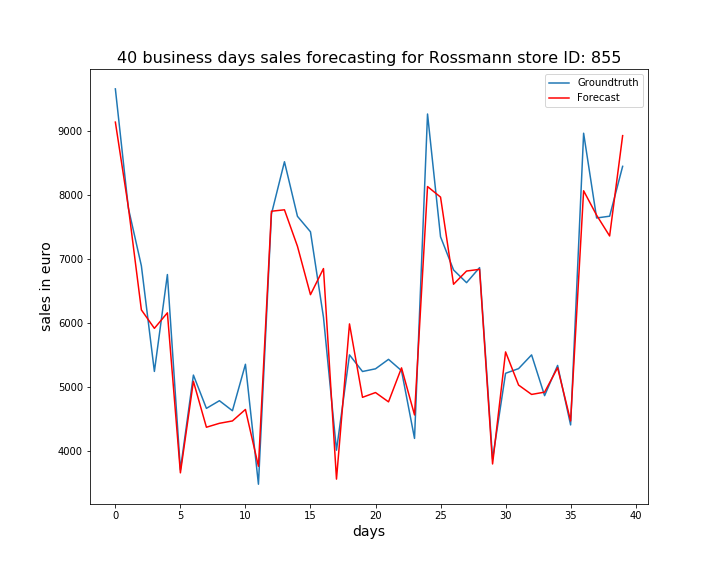 40 business days sales forecasting for Rossmann store ID: 855
Groundtruth
Forecast
9000
8000
7000
6000
5000
4000
sales in euro
0 5 10 15 20 25 30 35 40
days